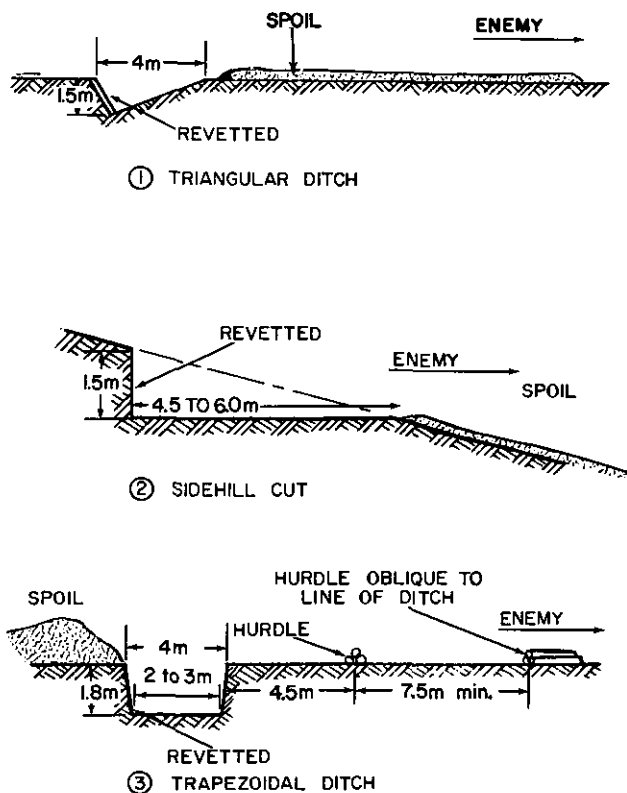 SPOIL
ENEMY
4m
1.5m
REVETTED
① TRIANGULAR DITCH
REVETTED
ENEMY
SPOIL
1.5m
4.5 TO 6.0m
② SIDEHILL CUT
HURDLE OBLIQUE TO
LINE OF DITCH
SPOIL
ENEMY
HURDLE
4m
2 to 3m
1.8m
4.5m
7.5m min.
REVETTED
③ TRAPEZOIDAL DITCH